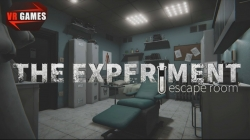 VR GAMES
THE EXPERIMENT
escape room